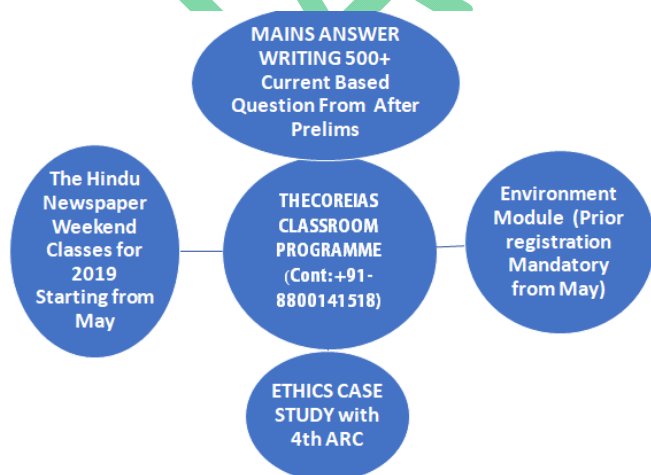 MAINS ANSWER
WRITING 500+
Current Based
Question From After
Prelims
The Hindu
Newspaper
Weekend
Classes for
2019
Starting from
May
THECOREIAS
CLASSROOM
PROGRAMME
(Cont:+91-
8800141518)
Environment
Module (Prior
registration
Mandatory
from May)
ETHICS CASE
STUDY with
4th ARC